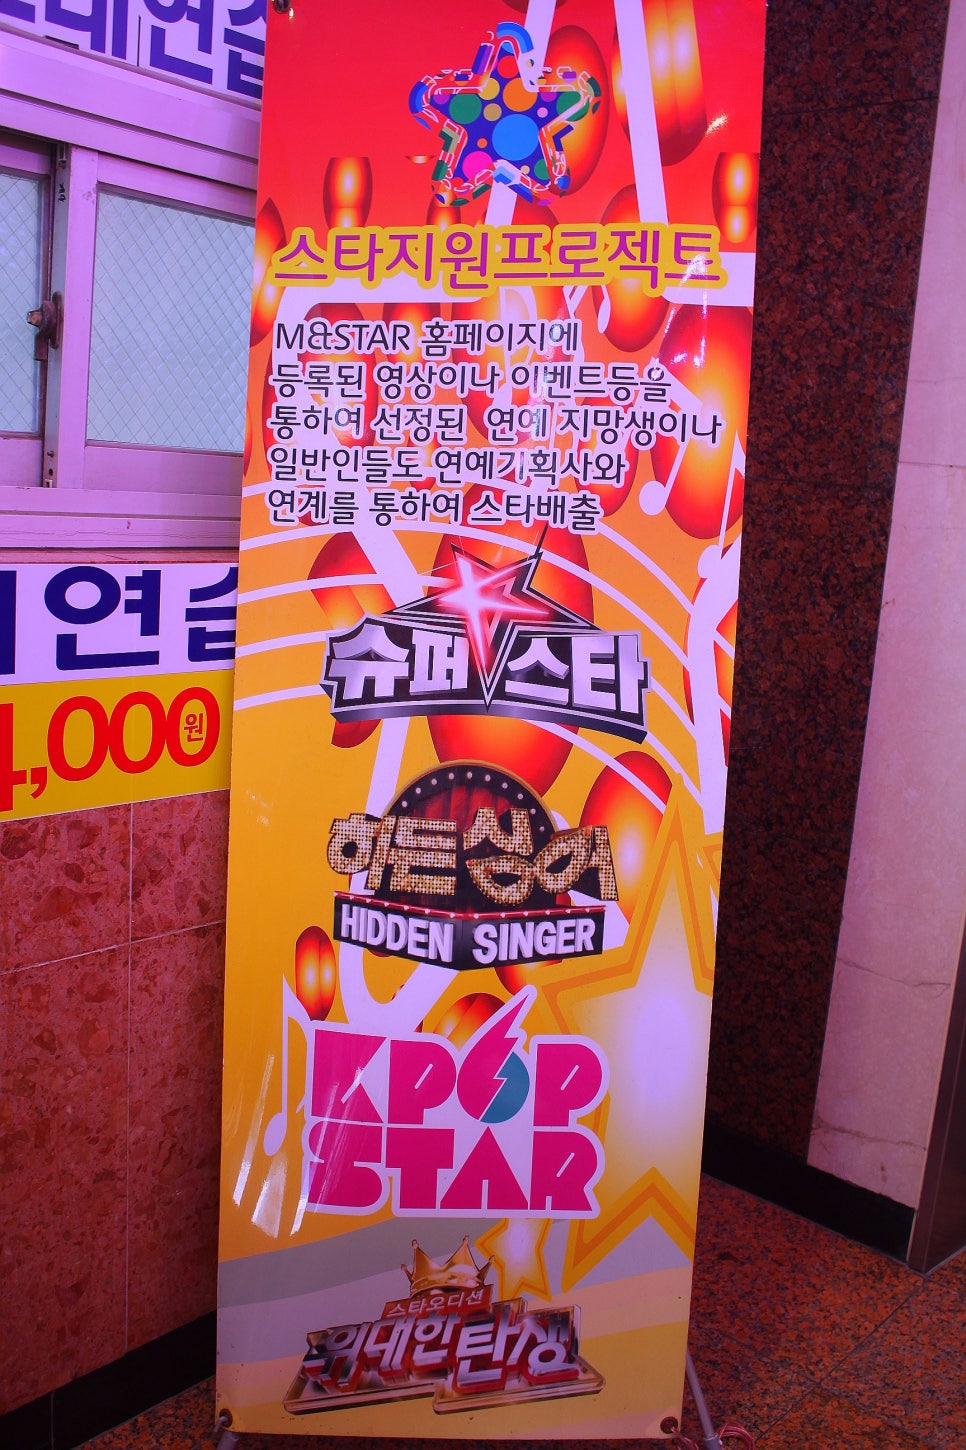 연습
스타지원프로젝트
M&STAR 홈페이지에
등록된 영상이나 이벤트등을
통하여 선정된 연예 지망생이나
일반인들도 연예기획사와
연계를 통하여 스타배출
슈퍼스타
연습
4,000원
히든싱어
HIDDEN SINGER
KPOP
STAR
스타오디션
위대한탄생